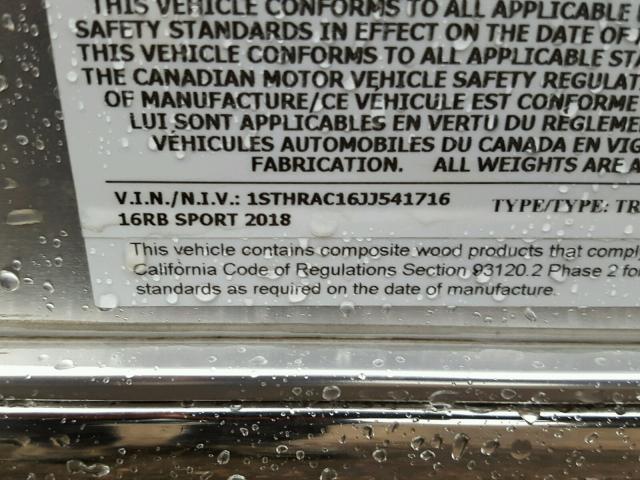 THIS VEHICLE CONFORMS TO ALL APPLICABLE
SAFETY STANDARDS IN EFFECT ON THE DATE OF
THIS VEHICLE CONFORMS TO ALL APPLICABLE STA
THE CANADIAN MOTOR VEHICLE SAFETY REGULAT
OF MANUFACTURE/CE VÉHICULE EST CONFORME
LUI SONT APPLICABLES EN VERTU DU RÈGLEME
VÉHICULES AUTOMOBILES DU CANADA EN VIG
FABRICATION. ALL WEIGHTS ARE A
V.I.N./N.I.V.: 1STHRAC16JJ541716 TYPE/TYPE: TR
16RB SPORT 2018
This vehicle contains composite wood products that comply
California Code of Regulations Section 93120.2 Phase 2 fo
standards as required on the date of manufacture.